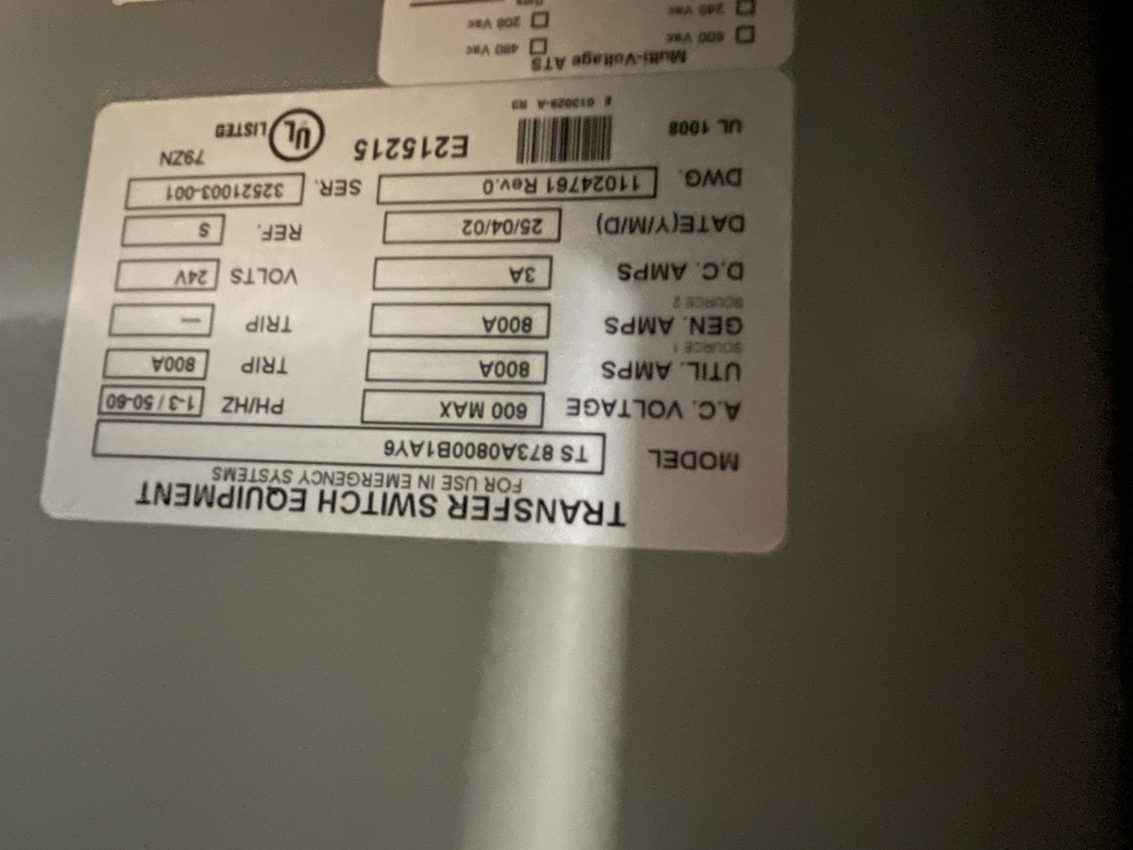 TRANSFER SWITCH EQUIPMENT
FOR USE IN EMERGENCY SYSTEMS
MODEL TS 873A0800B1AY6
A.C. VOLTAGE 600 MAX PH/HZ 1-3 / 50-60
UTIL. AMPS 800A TRIP 800A
SOURCE 1
GEN. AMPS 800A TRIP —
SOURCE 2
D.C. AMPS 3A VOLTS 24V
DATE(Y/M/D) 25/04/02 REF. S
DWG. 11024761 Rev.0 SER. 32521003-001
79ZN
UL 1008 E215215 UL LISTED
Multi-Voltage ATS
600 Vac 480 Vac
240 Vac 208 Vac